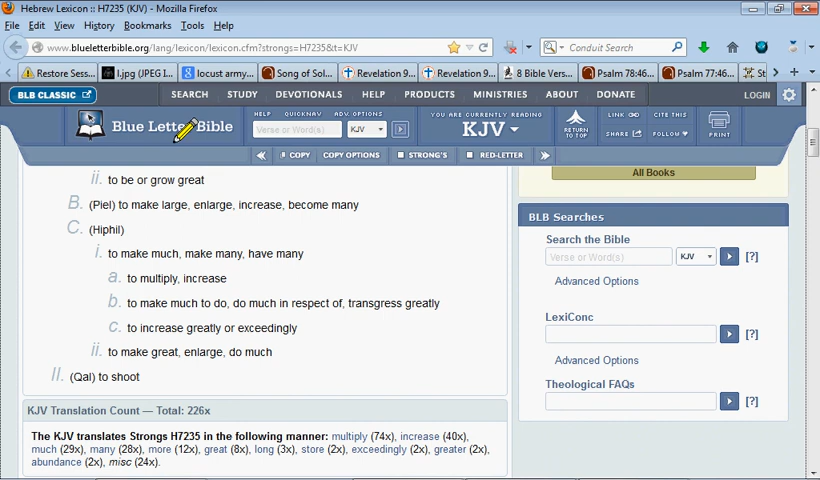 Hebrew Lexicon :: H7235 (KJV) - Mozilla Firefox
File Edit View History Bookmarks Tools Help
www.blueletterbible.org/lang/lexicon/lexicon.cfm?strongs=H7235&t=KJV
Conduit Search
Restore Sess...
l.jpg (JPEG I...
locust army...
Song of Sol...
Revelation 9...
Revelation 9...
8 Bible Vers...
Psalm 78:46...
Psalm 77:46...
St
BLB CLASSIC
SEARCH STUDY DEVOTIONALS HELP PRODUCTS MINISTRIES ABOUT DONATE
LOGIN
Blue Letter Bible
HELP QUICKNAV ADV. OPTIONS
Verse or Word(s) KJV
YOU ARE CURRENTLY READING
KJV
RETURN TO TOP
LINK CITE THIS
SHARE FOLLOW
PRINT
COPY COPY OPTIONS STRONG'S RED-LETTER
ii. to be or grow great
B. (Piel) to make large, enlarge, increase, become many
C. (Hiphil)
i. to make much, make many, have many
a. to multiply, increase
b. to make much to do, do much in respect of, transgress greatly
c. to increase greatly or exceedingly
ii. to make great, enlarge, do much
II. (Qal) to shoot
KJV Translation Count — Total: 226x
The KJV translates Strongs H7235 in the following manner: multiply (74x), increase (40x),
much (29x), many (28x), more (12x), great (8x), long (3x), store (2x), exceedingly (2x), greater (2x),
abundance (2x), misc (24x).
All Books
BLB Searches
Search the Bible
Verse or Word(s) KJV [?]
Advanced Options
LexiConc
[?]
Advanced Options
Theological FAQs
[?]